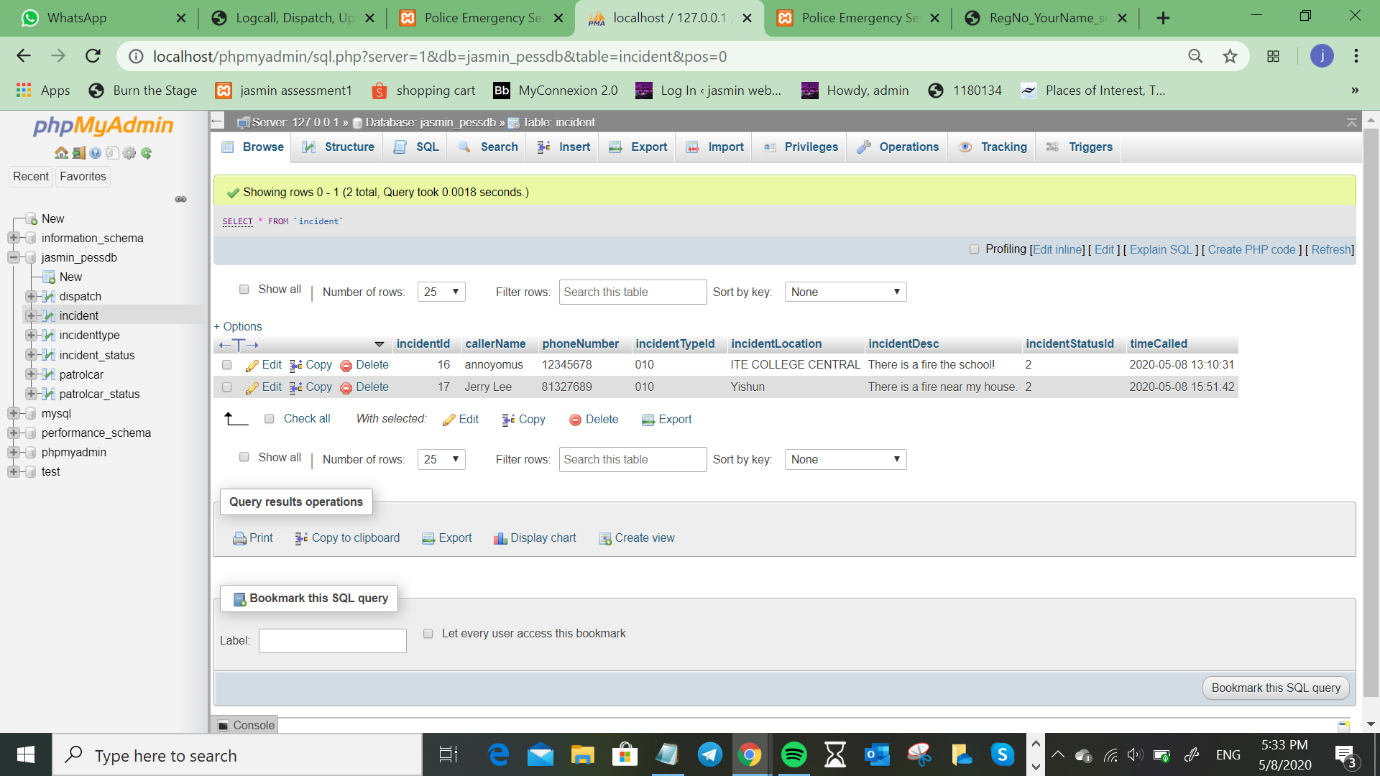 WhatsApp
Logcall, Dispatch, Up
Police Emergency Se
localhost / 127.0.0.1 /
Police Emergency Se
RegNo_YourName_s
localhost/phpmyadmin/sql.php?server=1&db=jasmin_pessdb&table=incident&pos=0
j
Apps
Burn the Stage
jasmin assessment1
shopping cart
Bb MyConnexion 2.0
Log In ‹ jasmin web...
Howdy, admin
1180134
Places of Interest, T...
»
phpMyAdmin
Recent Favorites
New
information_schema
jasmin_pessdb
New
dispatch
incident
incidenttype
incident_status
patrolcar
patrolcar_status
mysql
performance_schema
phpmyadmin
test
Server: 127.0.0.1 » Database: jasmin_pessdb » Table: incident
Browse Structure SQL Search Insert Export Import Privileges Operations Tracking Triggers
Showing rows 0 - 1 (2 total, Query took 0.0018 seconds.)
SELECT * FROM `incident`
Profiling [Edit inline] [ Edit ] [ Explain SQL ] [ Create PHP code ] [ Refresh]
Show all | Number of rows: 25 Filter rows: Search this table Sort by key: None
+ Options
←T→ incidentId callerName phoneNumber incidentTypeId incidentLocation incidentDesc incidentStatusId timeCalled
Edit Copy Delete 16 annoyomus 12345678 010 ITE COLLEGE CENTRAL There is a fire the school! 2 2020-05-08 13:10:31
Edit Copy Delete 17 Jerry Lee 81327689 010 Yishun There is a fire near my house. 2 2020-05-08 15:51:42
Check all With selected: Edit Copy Delete Export
Show all | Number of rows: 25 Filter rows: Search this table Sort by key: None
Query results operations
Print Copy to clipboard Export Display chart Create view
Bookmark this SQL query
Label: Let every user access this bookmark
Bookmark this SQL query
Console
Type here to search
ENG
5:33 PM
5/8/2020
3